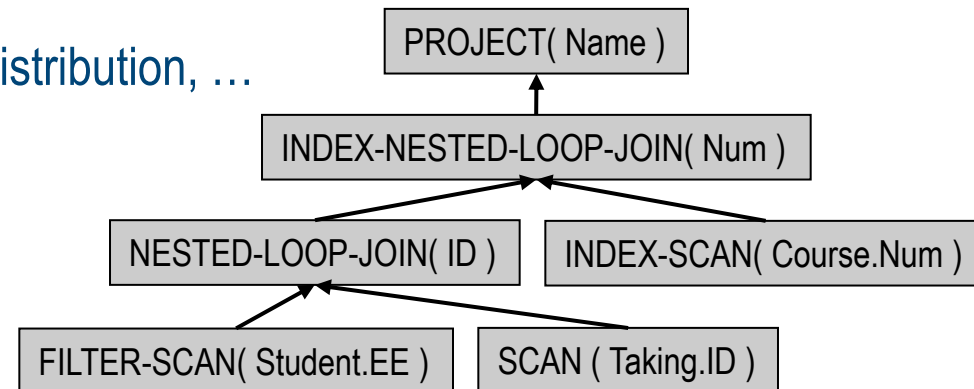 PROJECT( Name )
istribution, …
INDEX-NESTED-LOOP-JOIN( Num )
NESTED-LOOP-JOIN( ID )
INDEX-SCAN( Course.Num )
FILTER-SCAN( Student.EE )
SCAN ( Taking.ID )